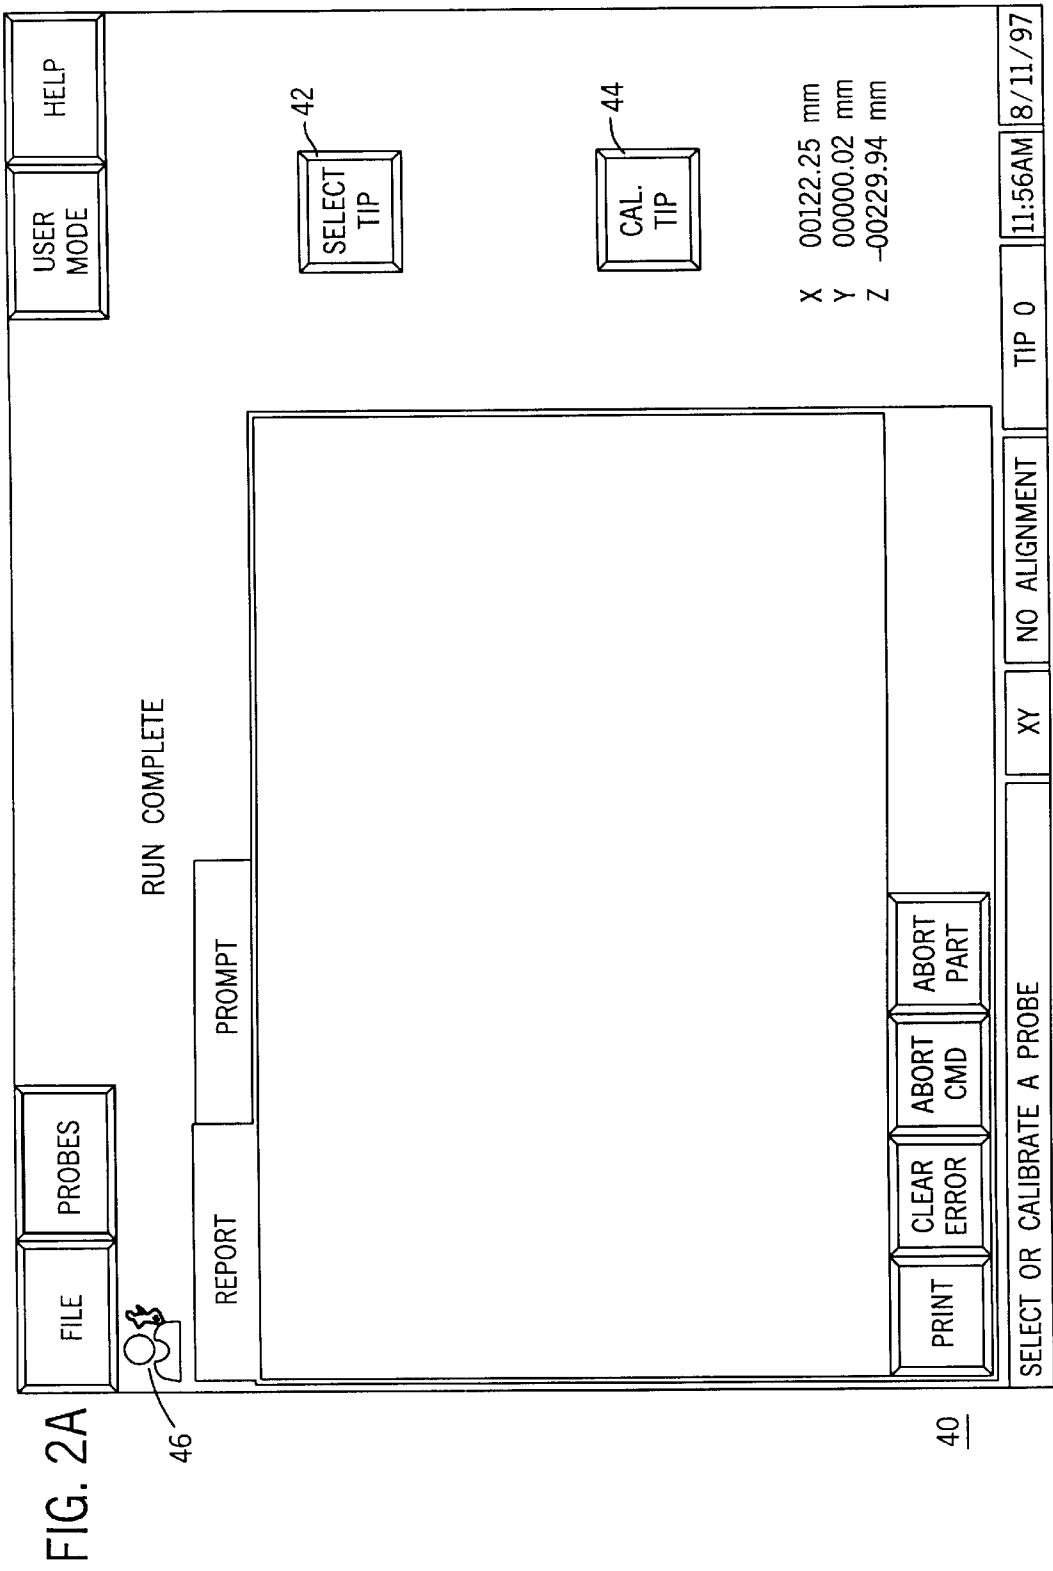 FIG. 2A
FILE
PROBES
USER
MODE
HELP
46
RUN COMPLETE
REPORT
PROMPT
SELECT
TIP
42
CAL.
TIP
44
X 00122.25 mm
Y 00000.02 mm
Z -00229.94 mm
PRINT
CLEAR
ERROR
ABORT
CMD
ABORT
PART
40
SELECT OR CALIBRATE A PROBE
XY
NO ALIGNMENT
TIP 0
11:56AM
8/11/97